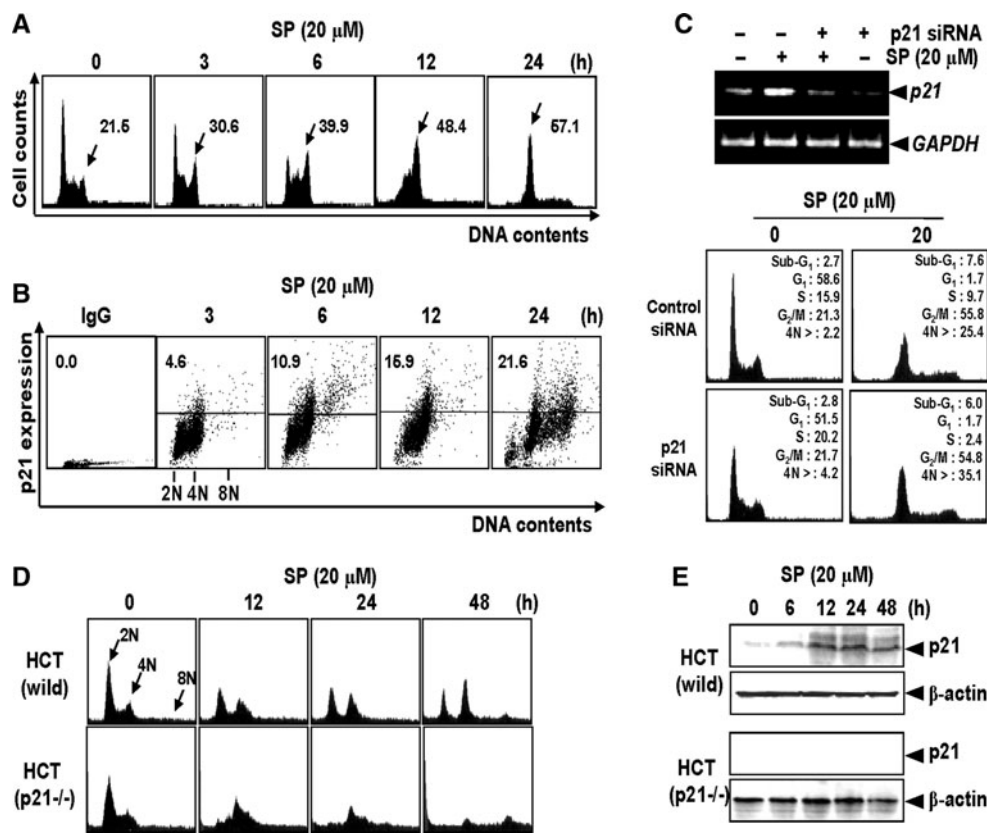 A
SP (20 μM)
0 3 6 12 24 (h)
Cell counts
21.5 30.6 39.9 48.4 67.1
DNA contents
B
SP (20 μM)
IgG 3 6 12 24 (h)
p21 expression
0.0 4.6 10.9 16.9 21.6
2N 4N 8N
DNA contents
C
– – + + p21 siRNA
– + + – SP (20 μM)
p21
GAPDH
SP (20 μM)
0 20
Control siRNA
Sub-G1 : 2.7
G1 : 58.6
S : 15.9
G2/M : 21.3
4N > : 2.2
Sub-G1 : 7.6
G1 : 1.7
S : 9.7
G2/M : 55.8
4N > : 25.4
p21 siRNA
Sub-G1 : 2.8
G1 : 51.5
S : 20.2
G2/M : 21.7
4N > : 4.2
Sub-G1 : 6.0
G1 : 1.7
S : 2.4
G2/M : 54.8
4N > : 35.1
D
SP (20 μM)
0 12 24 48 (h)
HCT (wild)
2N 4N 8N
HCT (p21-/-)
E
SP (20 μM)
0 6 12 24 48 (h)
HCT (wild)
p21
β-actin
HCT (p21-/-)
p21
β-actin